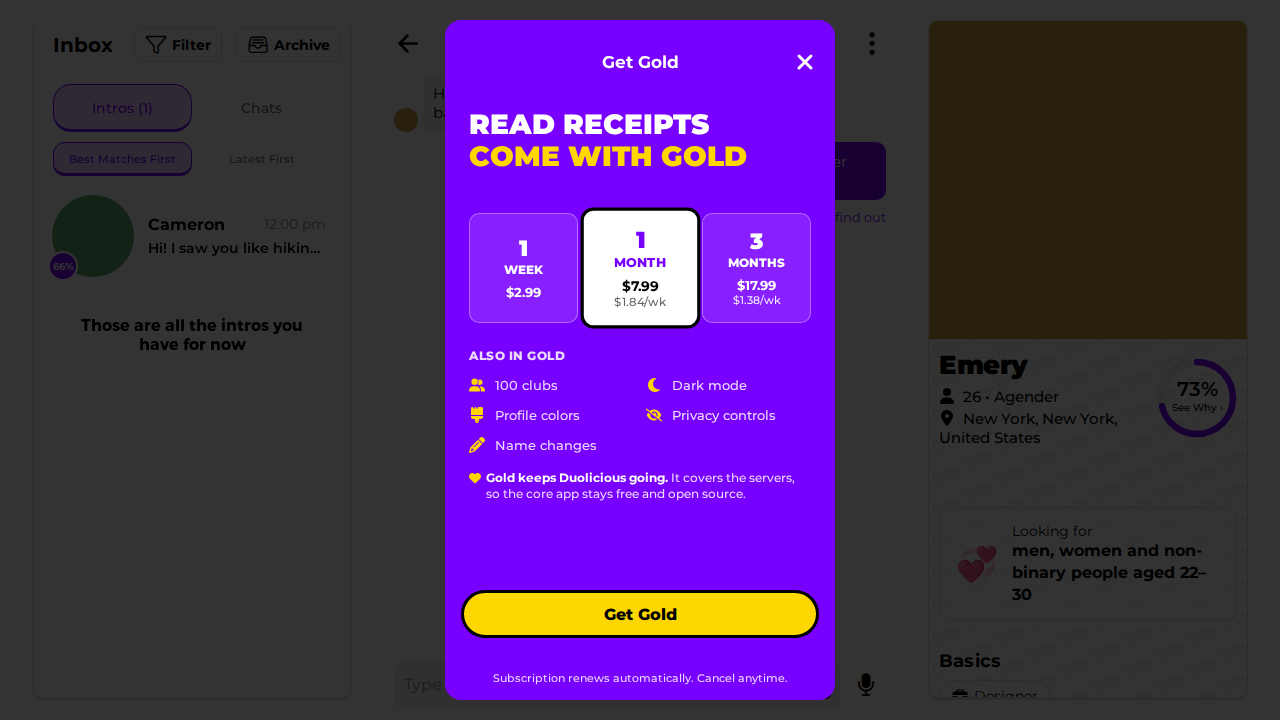 Inbox
Filter
Archive
Intros (1)
Chats
Best Matches First
Latest First
Cameron
12:00 pm
Hi! I saw you like hikin...
66%
Those are all the intros you
have for now
find out
Type
Get Gold
READ RECEIPTS
COME WITH GOLD
1
WEEK
$2.99
1
MONTH
$7.99
$1.84/wk
3
MONTHS
$17.99
$1.38/wk
ALSO IN GOLD
100 clubs
Dark mode
Profile colors
Privacy controls
Name changes
Gold keeps Duolicious going. It covers the servers,
so the core app stays free and open source.
Get Gold
Subscription renews automatically. Cancel anytime.
Emery
26 • Agender
New York, New York,
United States
73%
See Why ›
Looking for
men, women and non-
binary people aged 22–
30
Basics
Designer